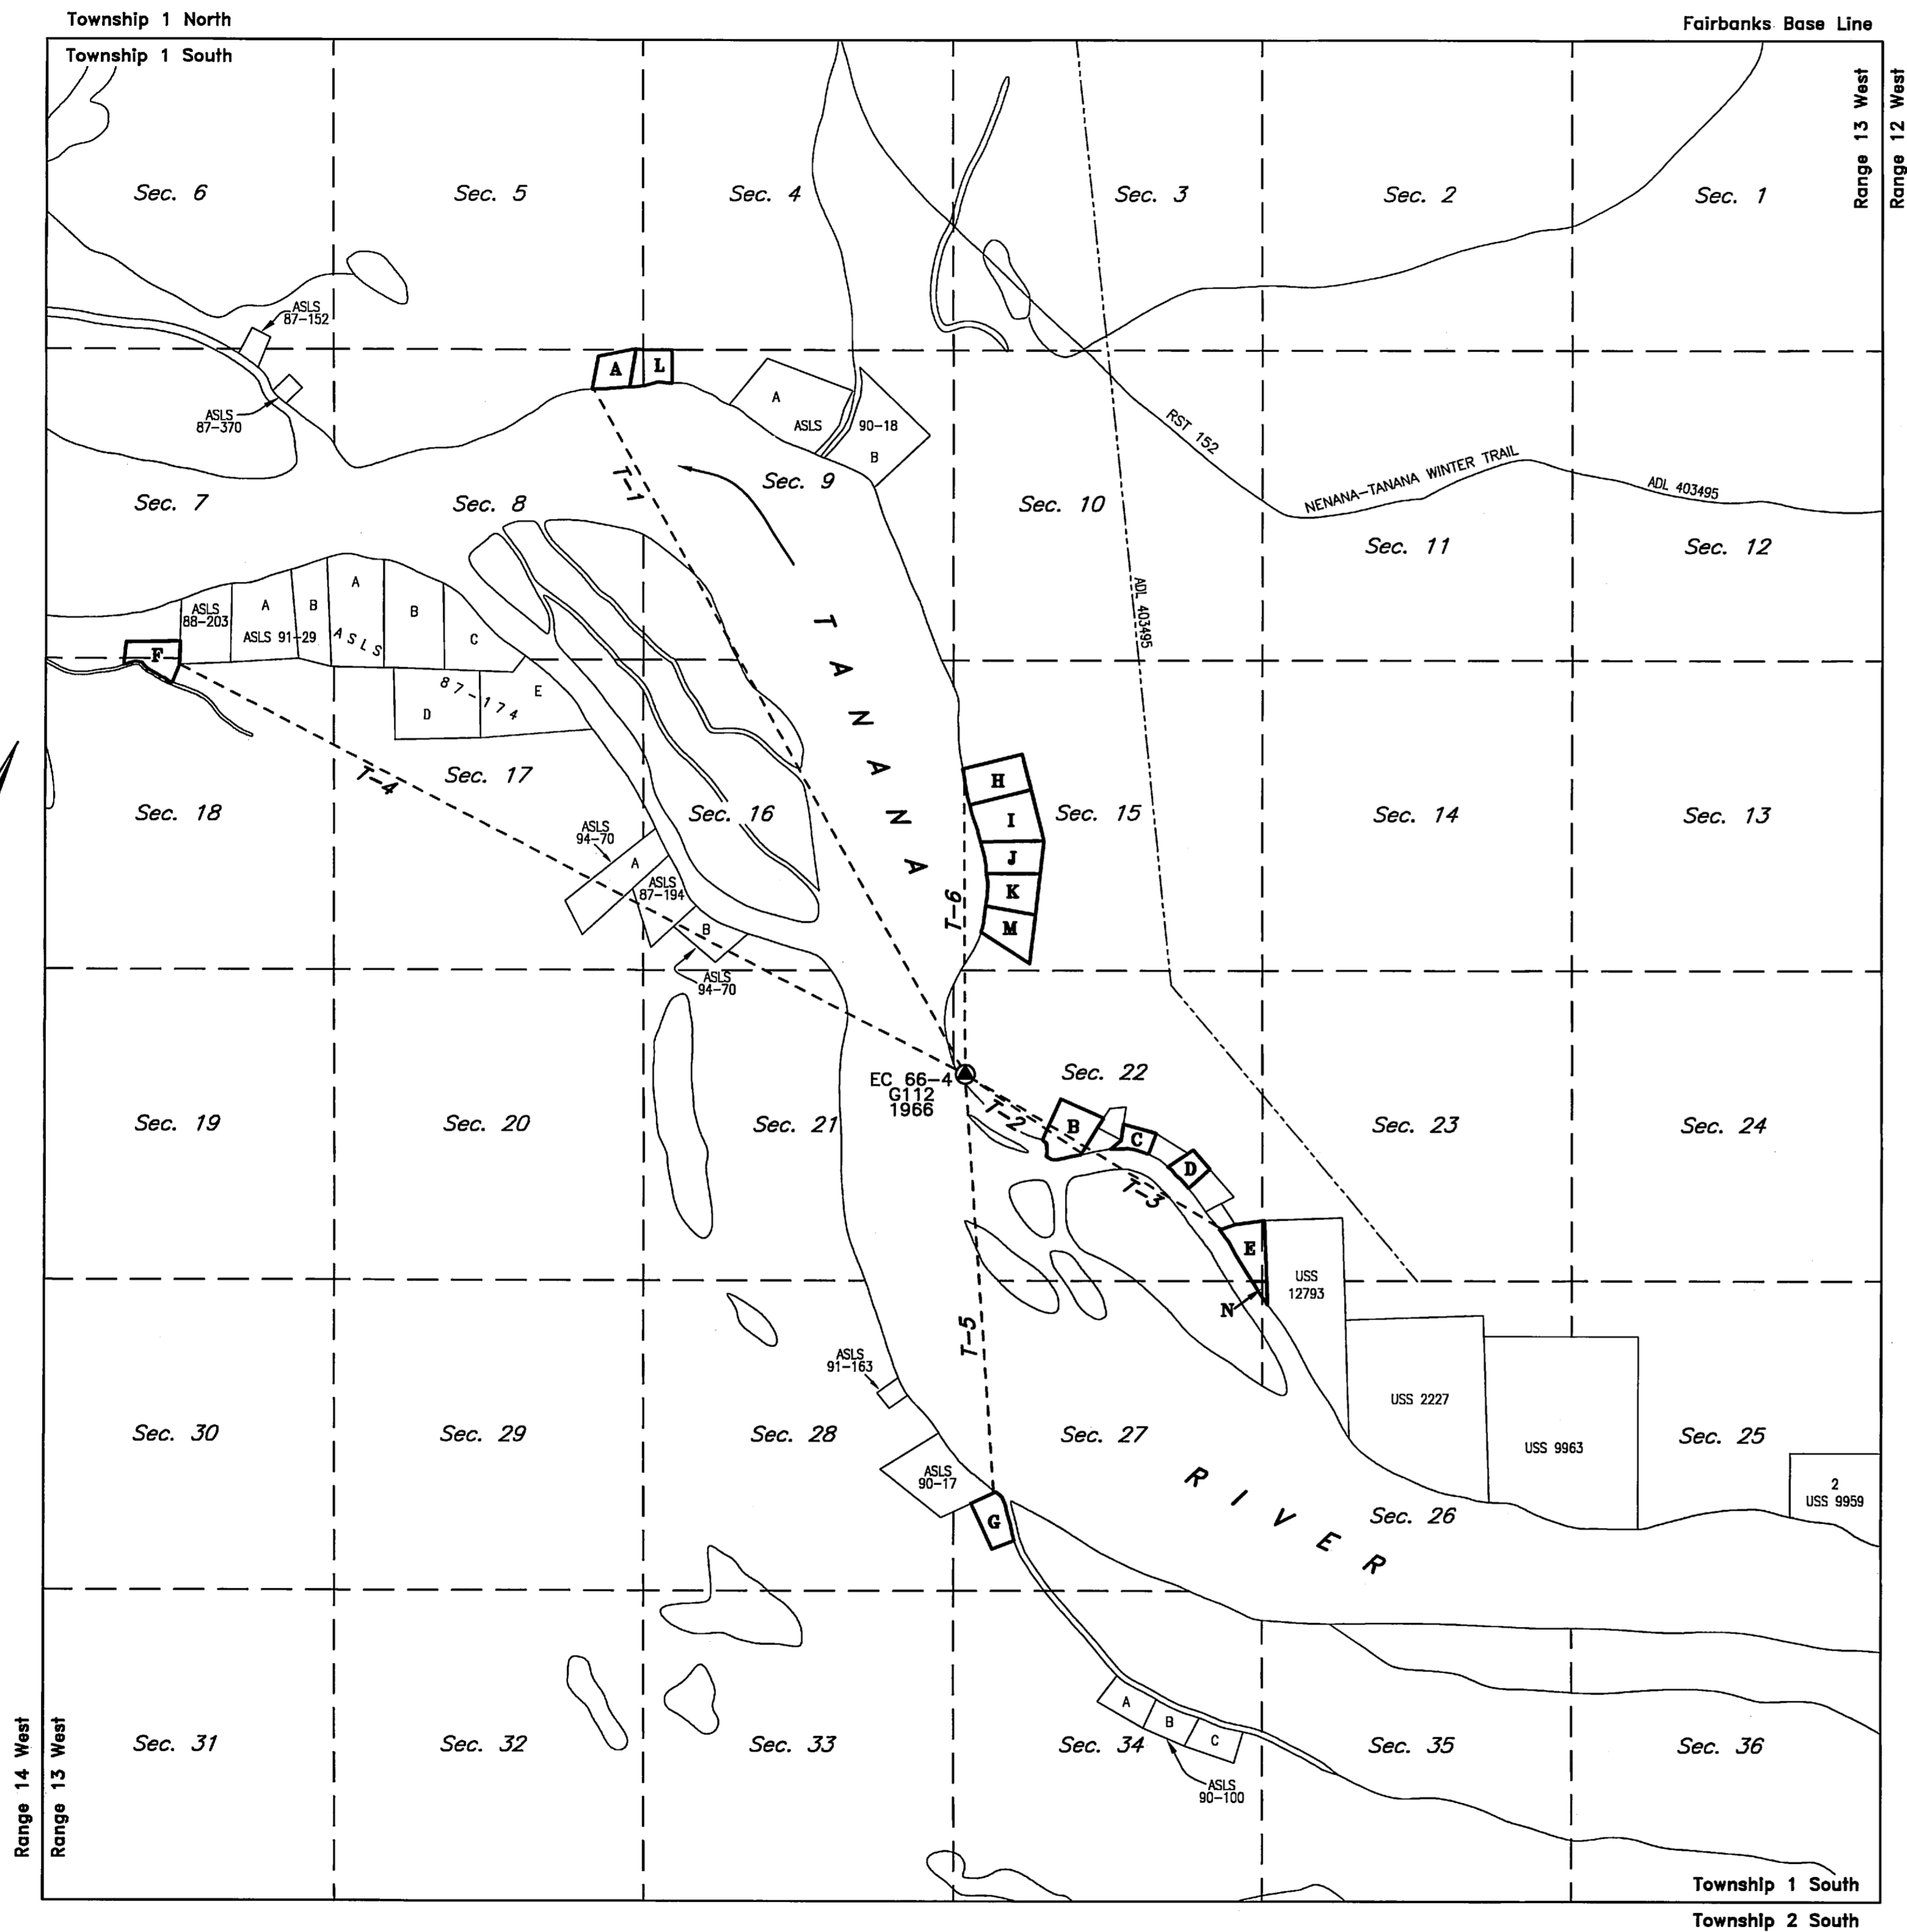 Township 1 North
Fairbanks Base Line
Township 1 South
Range 13 West
Range 12 West
Sec. 6
Sec. 5
Sec. 4
Sec. 3
Sec. 2
Sec. 1
ASLS
87-152
A
L
ASLS
87-370
A
ASLS
90-18
B
RST 152
NENANA-TANANA WINTER TRAIL
ADL 403495
T-1
Sec. 7
Sec. 8
Sec. 9
Sec. 10
Sec. 11
Sec. 12
ADL 403495
ASLS
88-203
A
B
ASLS 91-29
A
B
C
ASLS
87-174
D
E
F
TANANA
T-4
Sec. 18
Sec. 17
Sec. 16
Sec. 15
Sec. 14
Sec. 13
H
I
J
K
M
T-6
ASLS
94-70
A
ASLS
87-194
B
ASLS
94-70
EC 66-4
G112
1966
Sec. 19
Sec. 20
Sec. 21
Sec. 22
Sec. 23
Sec. 24
T-2
B
C
D
T-3
E
N
USS
12793
T-5
ASLS
91-163
USS 2227
USS 9963
2
USS 9959
Sec. 30
Sec. 29
Sec. 28
Sec. 27
Sec. 26
Sec. 25
ASLS
90-17
G
RIVER
Sec. 31
Sec. 32
Sec. 33
Sec. 34
Sec. 35
Sec. 36
A
B
C
ASLS
90-100
Range 14 West
Range 13 West
Township 1 South
Township 2 South